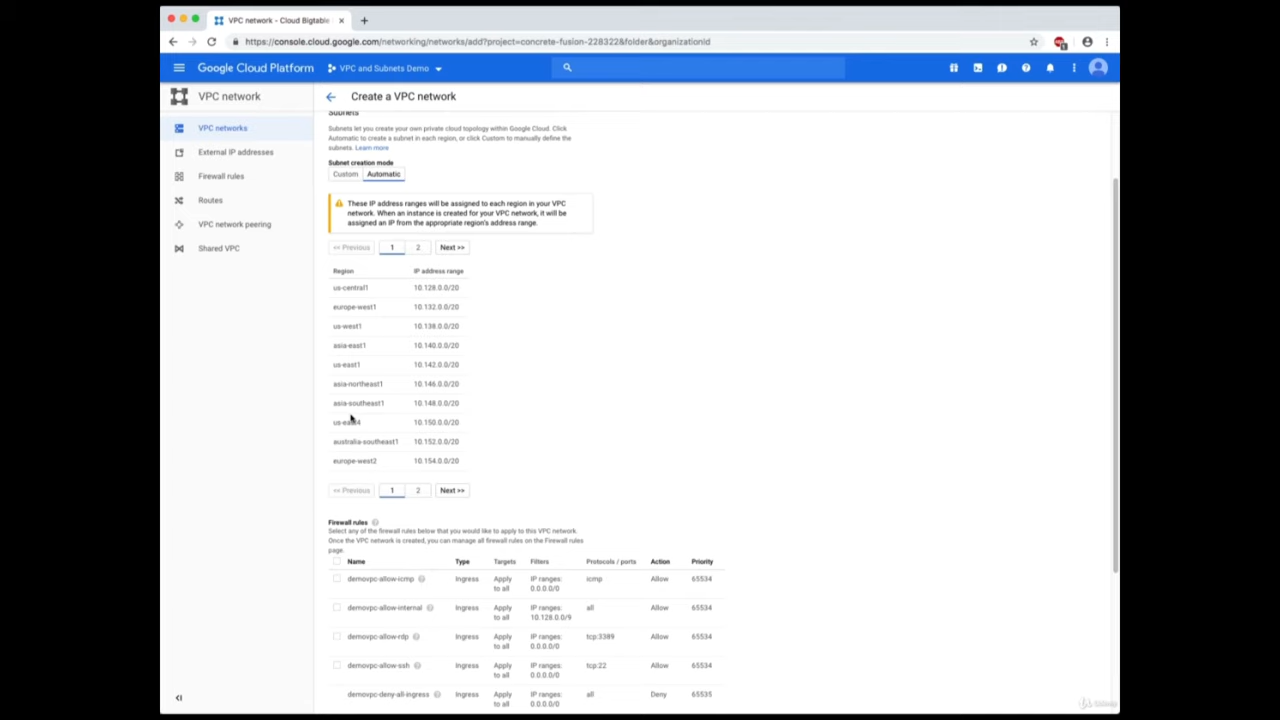 VPC network - Cloud Bigtable
https://console.cloud.google.com/networking/networks/add?project=concrete-fusion-228322&folder&organizationId
Google Cloud Platform
VPC and Subnets Demo
VPC network
Create a VPC network
VPC networks
External IP addresses
Firewall rules
Routes
VPC network peering
Shared VPC
Subnets
Subnets let you create your own private cloud topology within Google Cloud. Click
Automatic to create a subnet in each region, or click Custom to manually define the
subnets. Learn more
Subnet creation mode
Custom Automatic
These IP address ranges will be assigned to each region in your VPC
network. When an instance is created for your VPC network, it will be
assigned an IP from the appropriate region's address range.
<< Previous 1 2 Next >>
Region IP address range
us-central1 10.128.0.0/20
europe-west1 10.132.0.0/20
us-west1 10.138.0.0/20
asia-east1 10.140.0.0/20
us-east1 10.142.0.0/20
asia-northeast1 10.146.0.0/20
asia-southeast1 10.148.0.0/20
us-east4 10.150.0.0/20
australia-southeast1 10.152.0.0/20
europe-west2 10.154.0.0/20
<< Previous 1 2 Next >>
Firewall rules
Select any of the firewall rules below that you would like to apply to this VPC network.
Once the VPC network is created, you can manage all firewall rules on the Firewall rules
page.
Name Type Targets Filters Protocols / ports Action Priority
demovpc-allow-icmp Ingress Apply to all IP ranges: 0.0.0.0/0 icmp Allow 65534
demovpc-allow-internal Ingress Apply to all IP ranges: 10.128.0.0/9 all Allow 65534
demovpc-allow-rdp Ingress Apply to all IP ranges: 0.0.0.0/0 tcp:3389 Allow 65534
demovpc-allow-ssh Ingress Apply to all IP ranges: 0.0.0.0/0 tcp:22 Allow 65534
demovpc-deny-all-ingress Ingress Apply to all IP ranges: 0.0.0.0/0 all Deny 65535